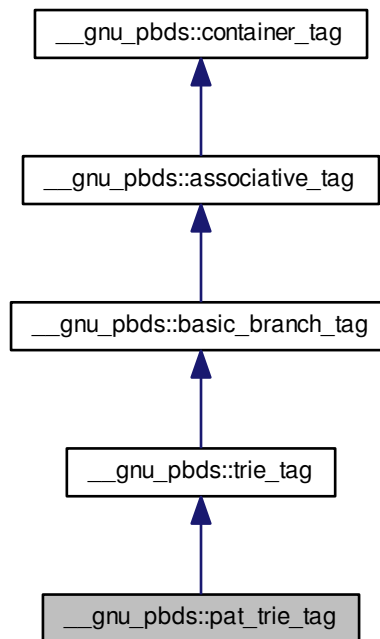 __gnu_pbds::container_tag
__gnu_pbds::associative_tag
__gnu_pbds::basic_branch_tag
__gnu_pbds::trie_tag
__gnu_pbds::pat_trie_tag